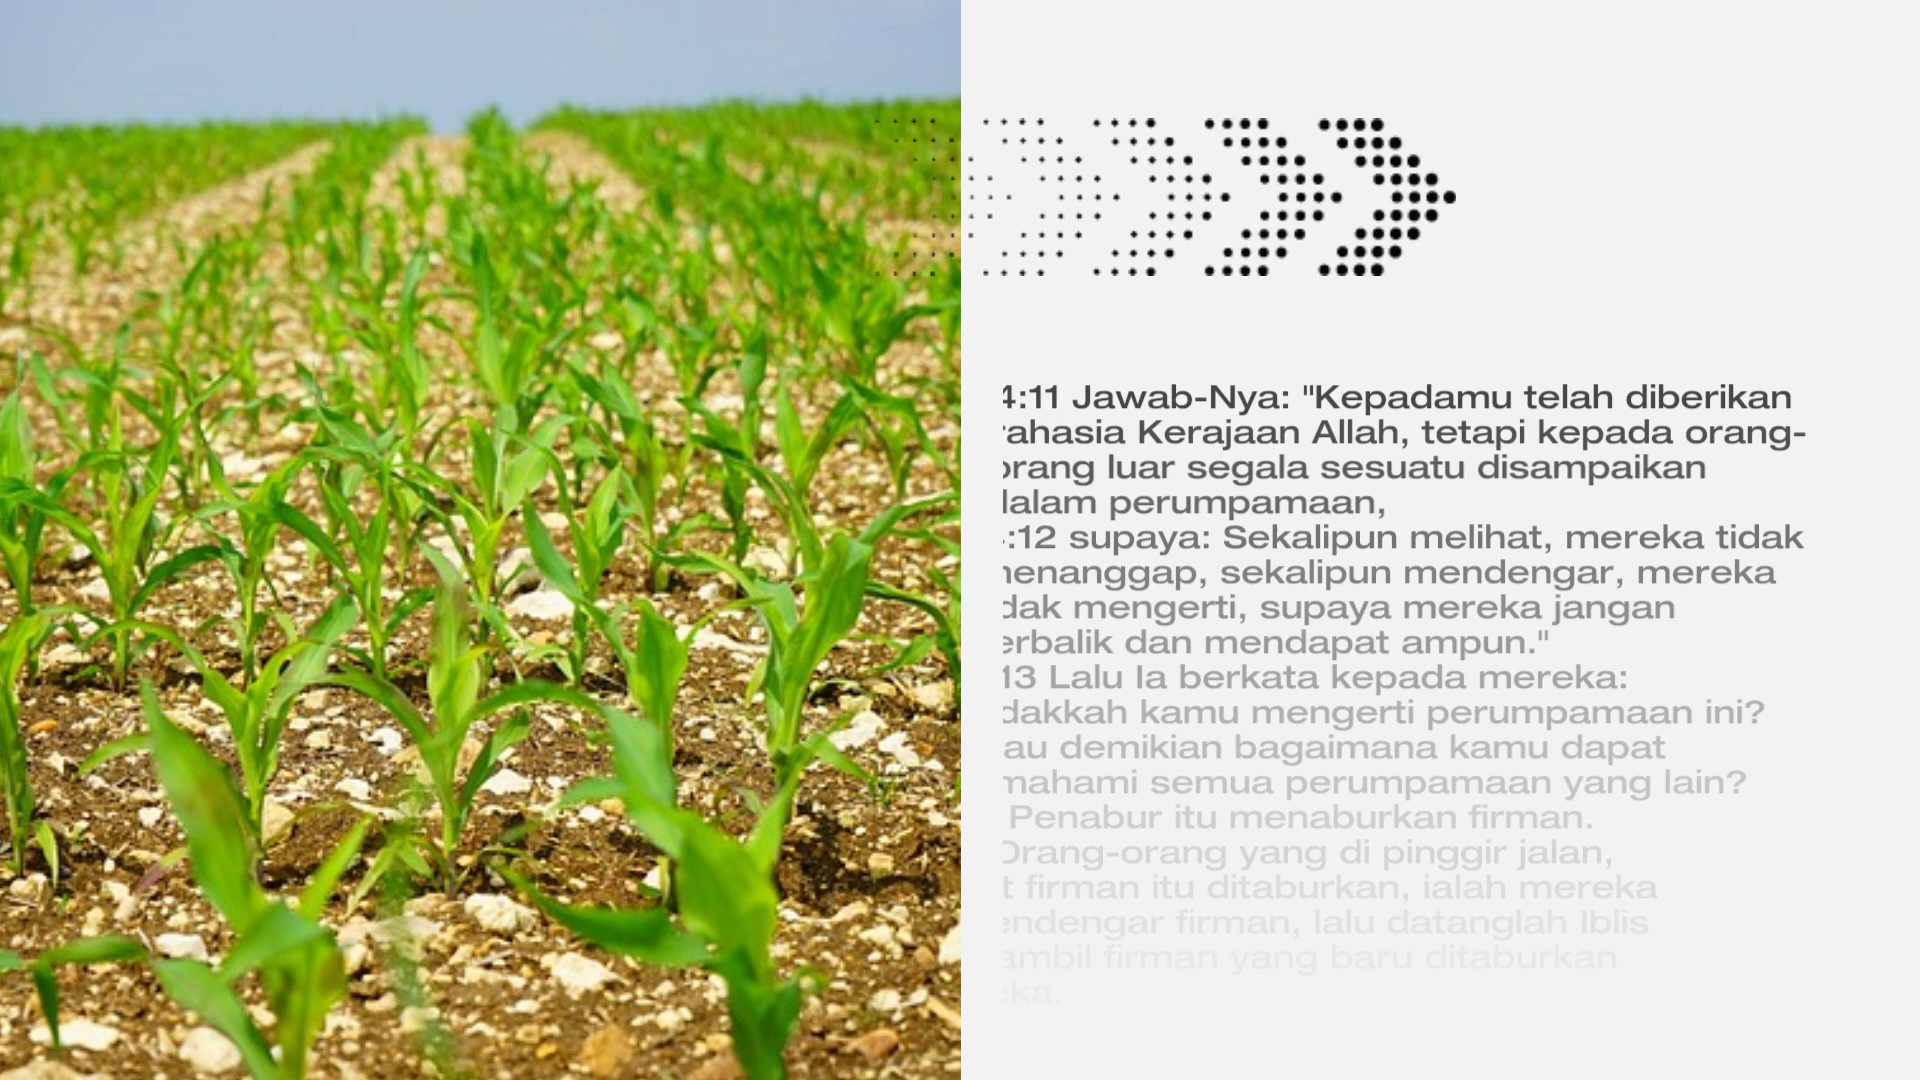 4:11 Jawab-Nya: "Kepadamu telah diberikan
rahasia Kerajaan Allah, tetapi kepada orang-
orang luar segala sesuatu disampaikan
dalam perumpamaan,
:12 supaya: Sekalipun melihat, mereka tidak
menanggap, sekalipun mendengar, mereka
dak mengerti, supaya mereka jangan
erbalik dan mendapat ampun."
13 Lalu Ia berkata kepada mereka:
dakkah kamu mengerti perumpamaan ini?
au demikian bagaimana kamu dapat
mahami semua perumpamaan yang lain?
Penabur itu menaburkan firman.
Orang-orang yang di pinggir jalan,
t firman itu ditaburkan, ialah mereka
endengar firman, lalu datanglah Iblis
ambil firman yang baru ditaburkan
eka.